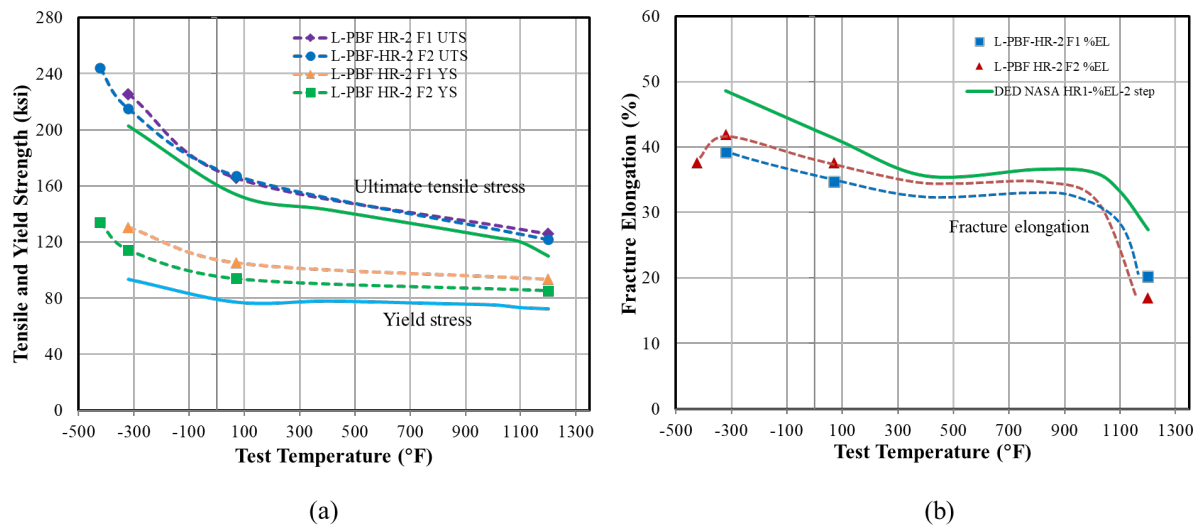 280
240
200
160
120
80
40
0
Tensile and Yield Strength (ksi)
L-PBF HR-2 F1 UTS
L-PBF-HR-2 F2 UTS
L-PBF HR-2 F1 YS
L-PBF HR-2 F2 YS
Ultimate tensile stress
Yield stress
-500 -300 -100 100 300 500 700 900 1100 1300
Test Temperature (°F)
(a)
60
50
40
30
20
10
0
Fracture Elongation (%)
L-PBF-HR-2 F1 %EL
L-PBF HR-2 F2 %EL
DED NASA HR1-%EL-2 step
Fracture elongation
-500 -300 -100 100 300 500 700 900 1100 1300
Test Temperature (°F)
(b)